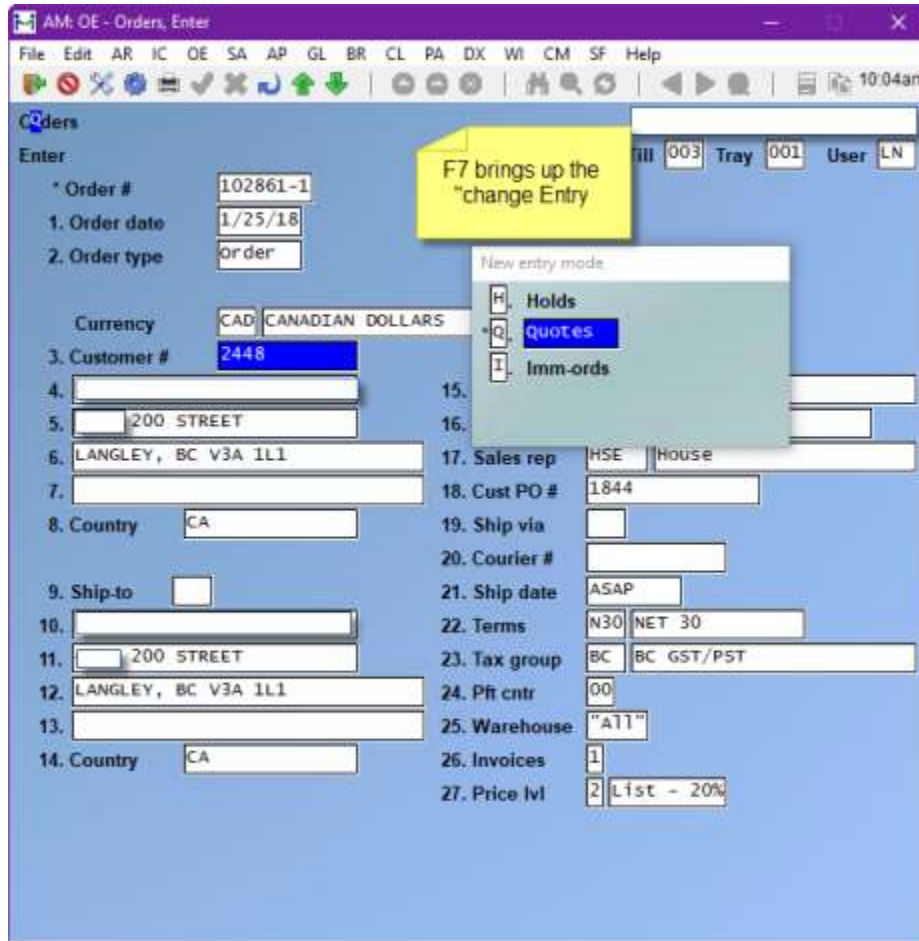 AM: OE - Orders, Enter
File Edit AR IC OE SA AP GL BR CL PA DX WI CM SF Help
10:04am
Orders
Enter
Till 003 Tray 001 User LN
F7 brings up the
"change Entry
* Order # 102861-1
1. Order date 1/25/18
2. Order type Order
New entry mode
H. Holds
*Q. Quotes
I. Imm-ords
Currency CAD CANADIAN DOLLARS
3. Customer # 2448
4.
5. 200 STREET
6. LANGLEY, BC V3A 1L1
7.
8. Country CA
9. Ship-to
10.
11. 200 STREET
12. LANGLEY, BC V3A 1L1
13.
14. Country CA
15.
16.
17. Sales rep HSE House
18. Cust PO # 1844
19. Ship via
20. Courier #
21. Ship date ASAP
22. Terms N30 NET 30
23. Tax group BC BC GST/PST
24. Pft cntr 00
25. Warehouse "All"
26. Invoices 1
27. Price lvl 2 List - 20%